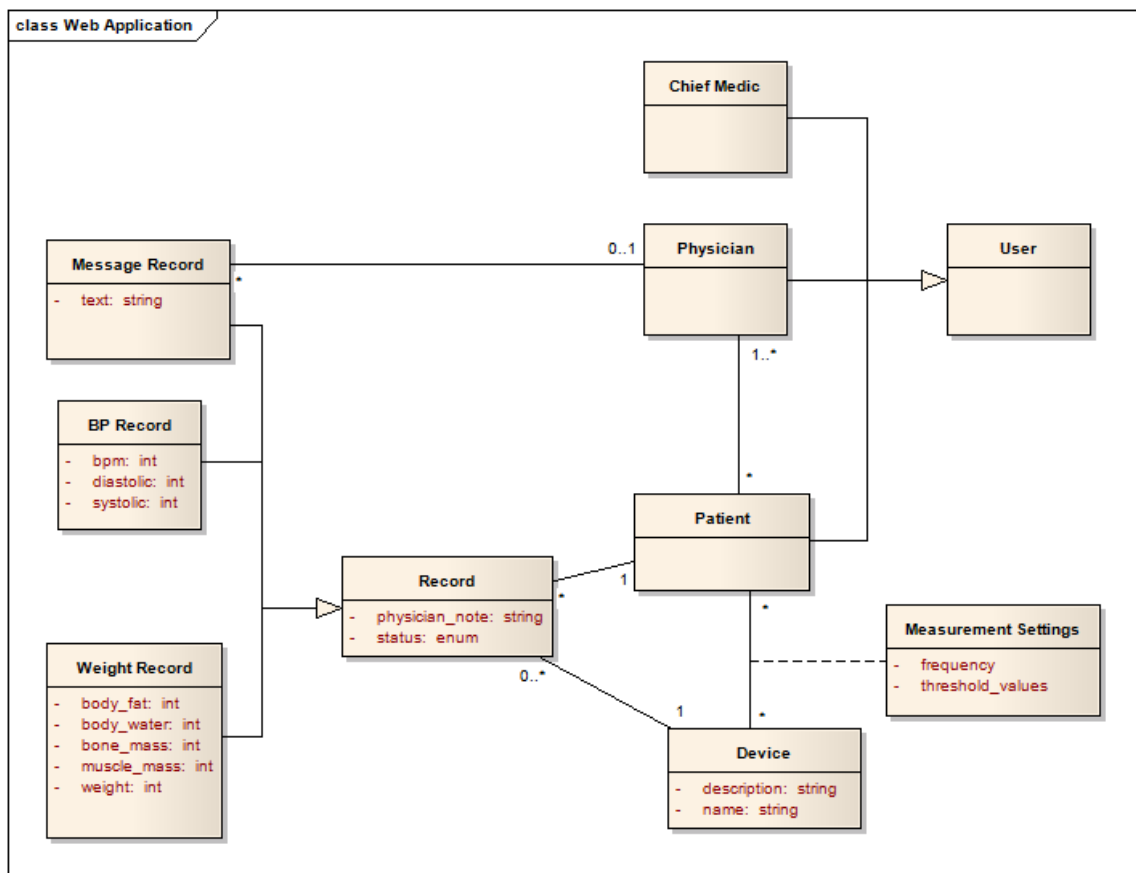 class Web Application
Chief Medic
Physician
User
0..1
*
1..*
Message Record
- text: string
BP Record
- bpm: int
- diastolic: int
- systolic: int
*
Patient
Record
- physician_note: string
- status: enum
*
1
*
Measurement Settings
- frequency
- threshold_values
Weight Record
- body_fat: int
- body_water: int
- bone_mass: int
- muscle_mass: int
- weight: int
0..*
1
*
Device
- description: string
- name: string